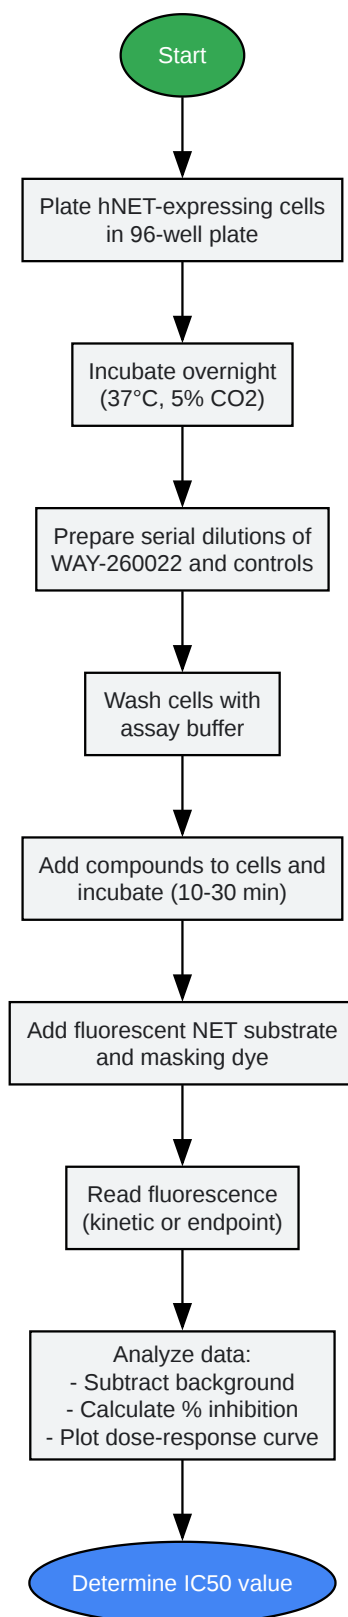 Start
Plate hNET-expressing cells
in 96-well plate
Incubate overnight
(37°C, 5% CO2)
Prepare serial dilutions of
WAY-260022 and controls
Wash cells with
assay buffer
Add compounds to cells and
incubate (10-30 min)
Add fluorescent NET substrate
and masking dye
Read fluorescence
(kinetic or endpoint)
Analyze data:
- Subtract background
- Calculate % inhibition
- Plot dose-response curve
Determine IC50 value